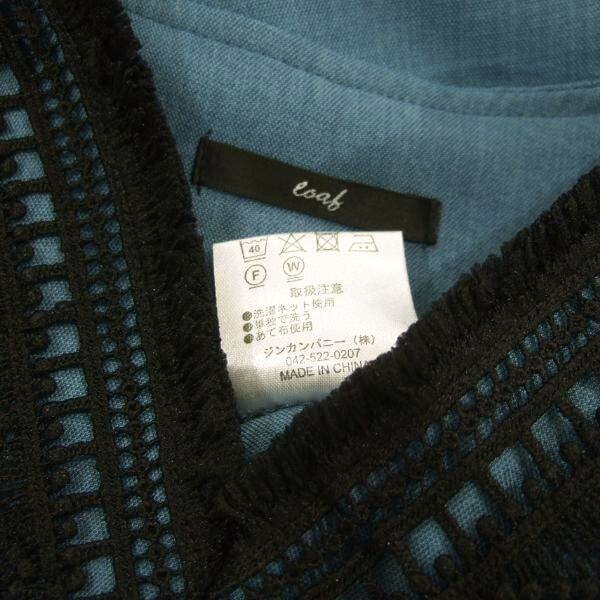 coaf
40
F W
取扱注意
●洗濯ネット使用
●単独で洗う
●あて布使用
ジンカンパニー（株）
042-522-0207
MADE IN CHINA